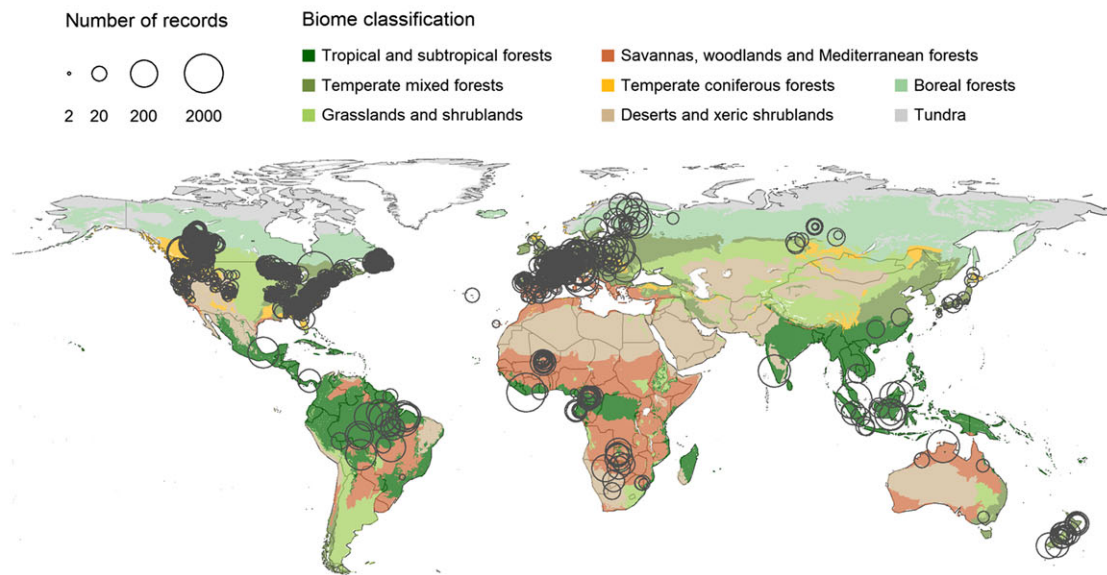 Number of records
2 20 200 2000
Biome classification
Tropical and subtropical forests
Temperate mixed forests
Grasslands and shrublands
Savannas, woodlands and Mediterranean forests
Temperate coniferous forests
Deserts and xeric shrublands
Boreal forests
Tundra